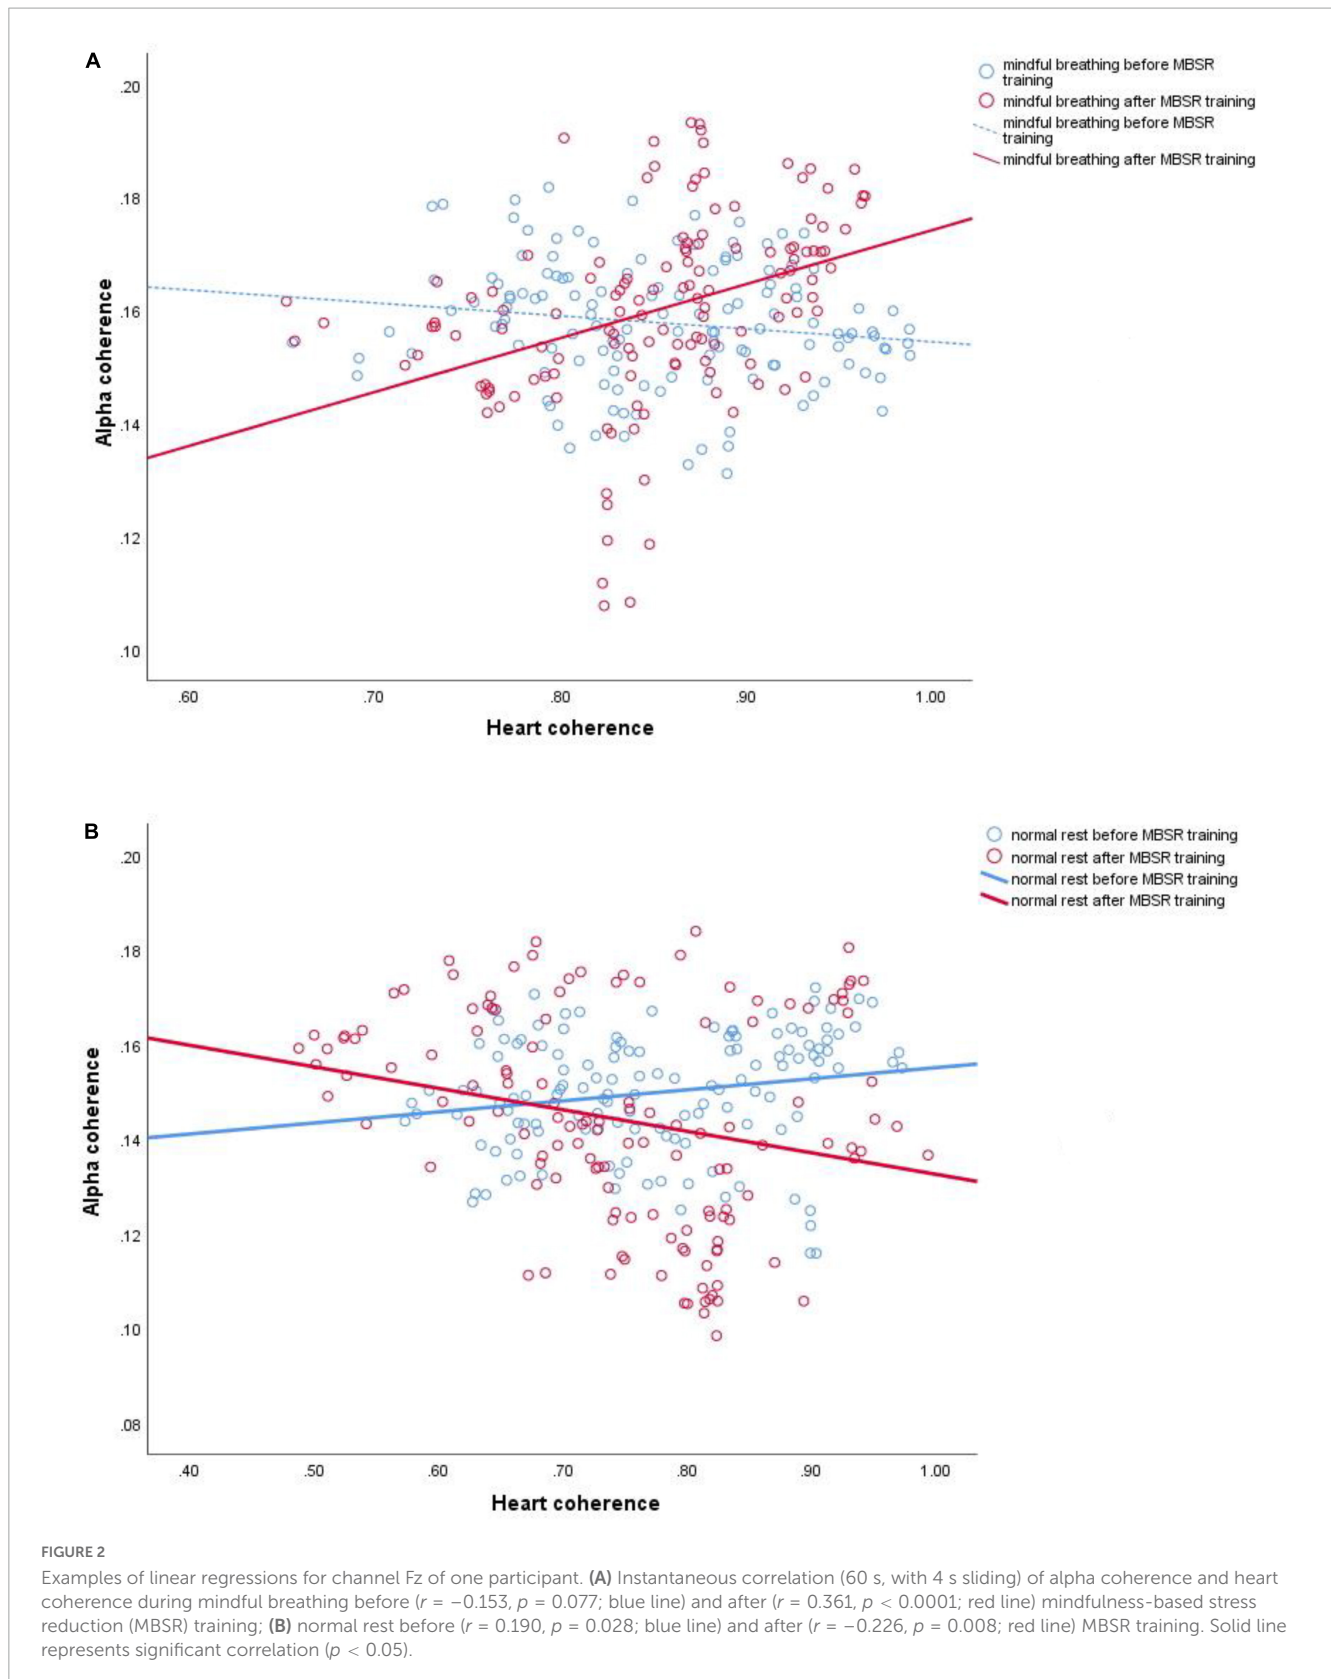 A
.20
.18
.16
.14
.12
.10
Alpha coherence
.60 .70 .80 .90 1.00
Heart coherence
mindful breathing before MBSR
training
mindful breathing after MBSR training
mindful breathing before MBSR
training
mindful breathing after MBSR training
B
.20
.18
.16
.14
.12
.10
.08
Alpha coherence
.40 .50 .60 .70 .80 .90 1.00
Heart coherence
normal rest before MBSR training
normal rest after MBSR training
normal rest before MBSR training
normal rest after MBSR training
FIGURE 2
Examples of linear regressions for channel Fz of one participant. (A) Instantaneous correlation (60 s, with 4 s sliding) of alpha coherence and heart
coherence during mindful breathing before (r = −0.153, p = 0.077; blue line) and after (r = 0.361, p < 0.0001; red line) mindfulness-based stress
reduction (MBSR) training; (B) normal rest before (r = 0.190, p = 0.028; blue line) and after (r = −0.226, p = 0.008; red line) MBSR training. Solid line
represents significant correlation (p < 0.05).